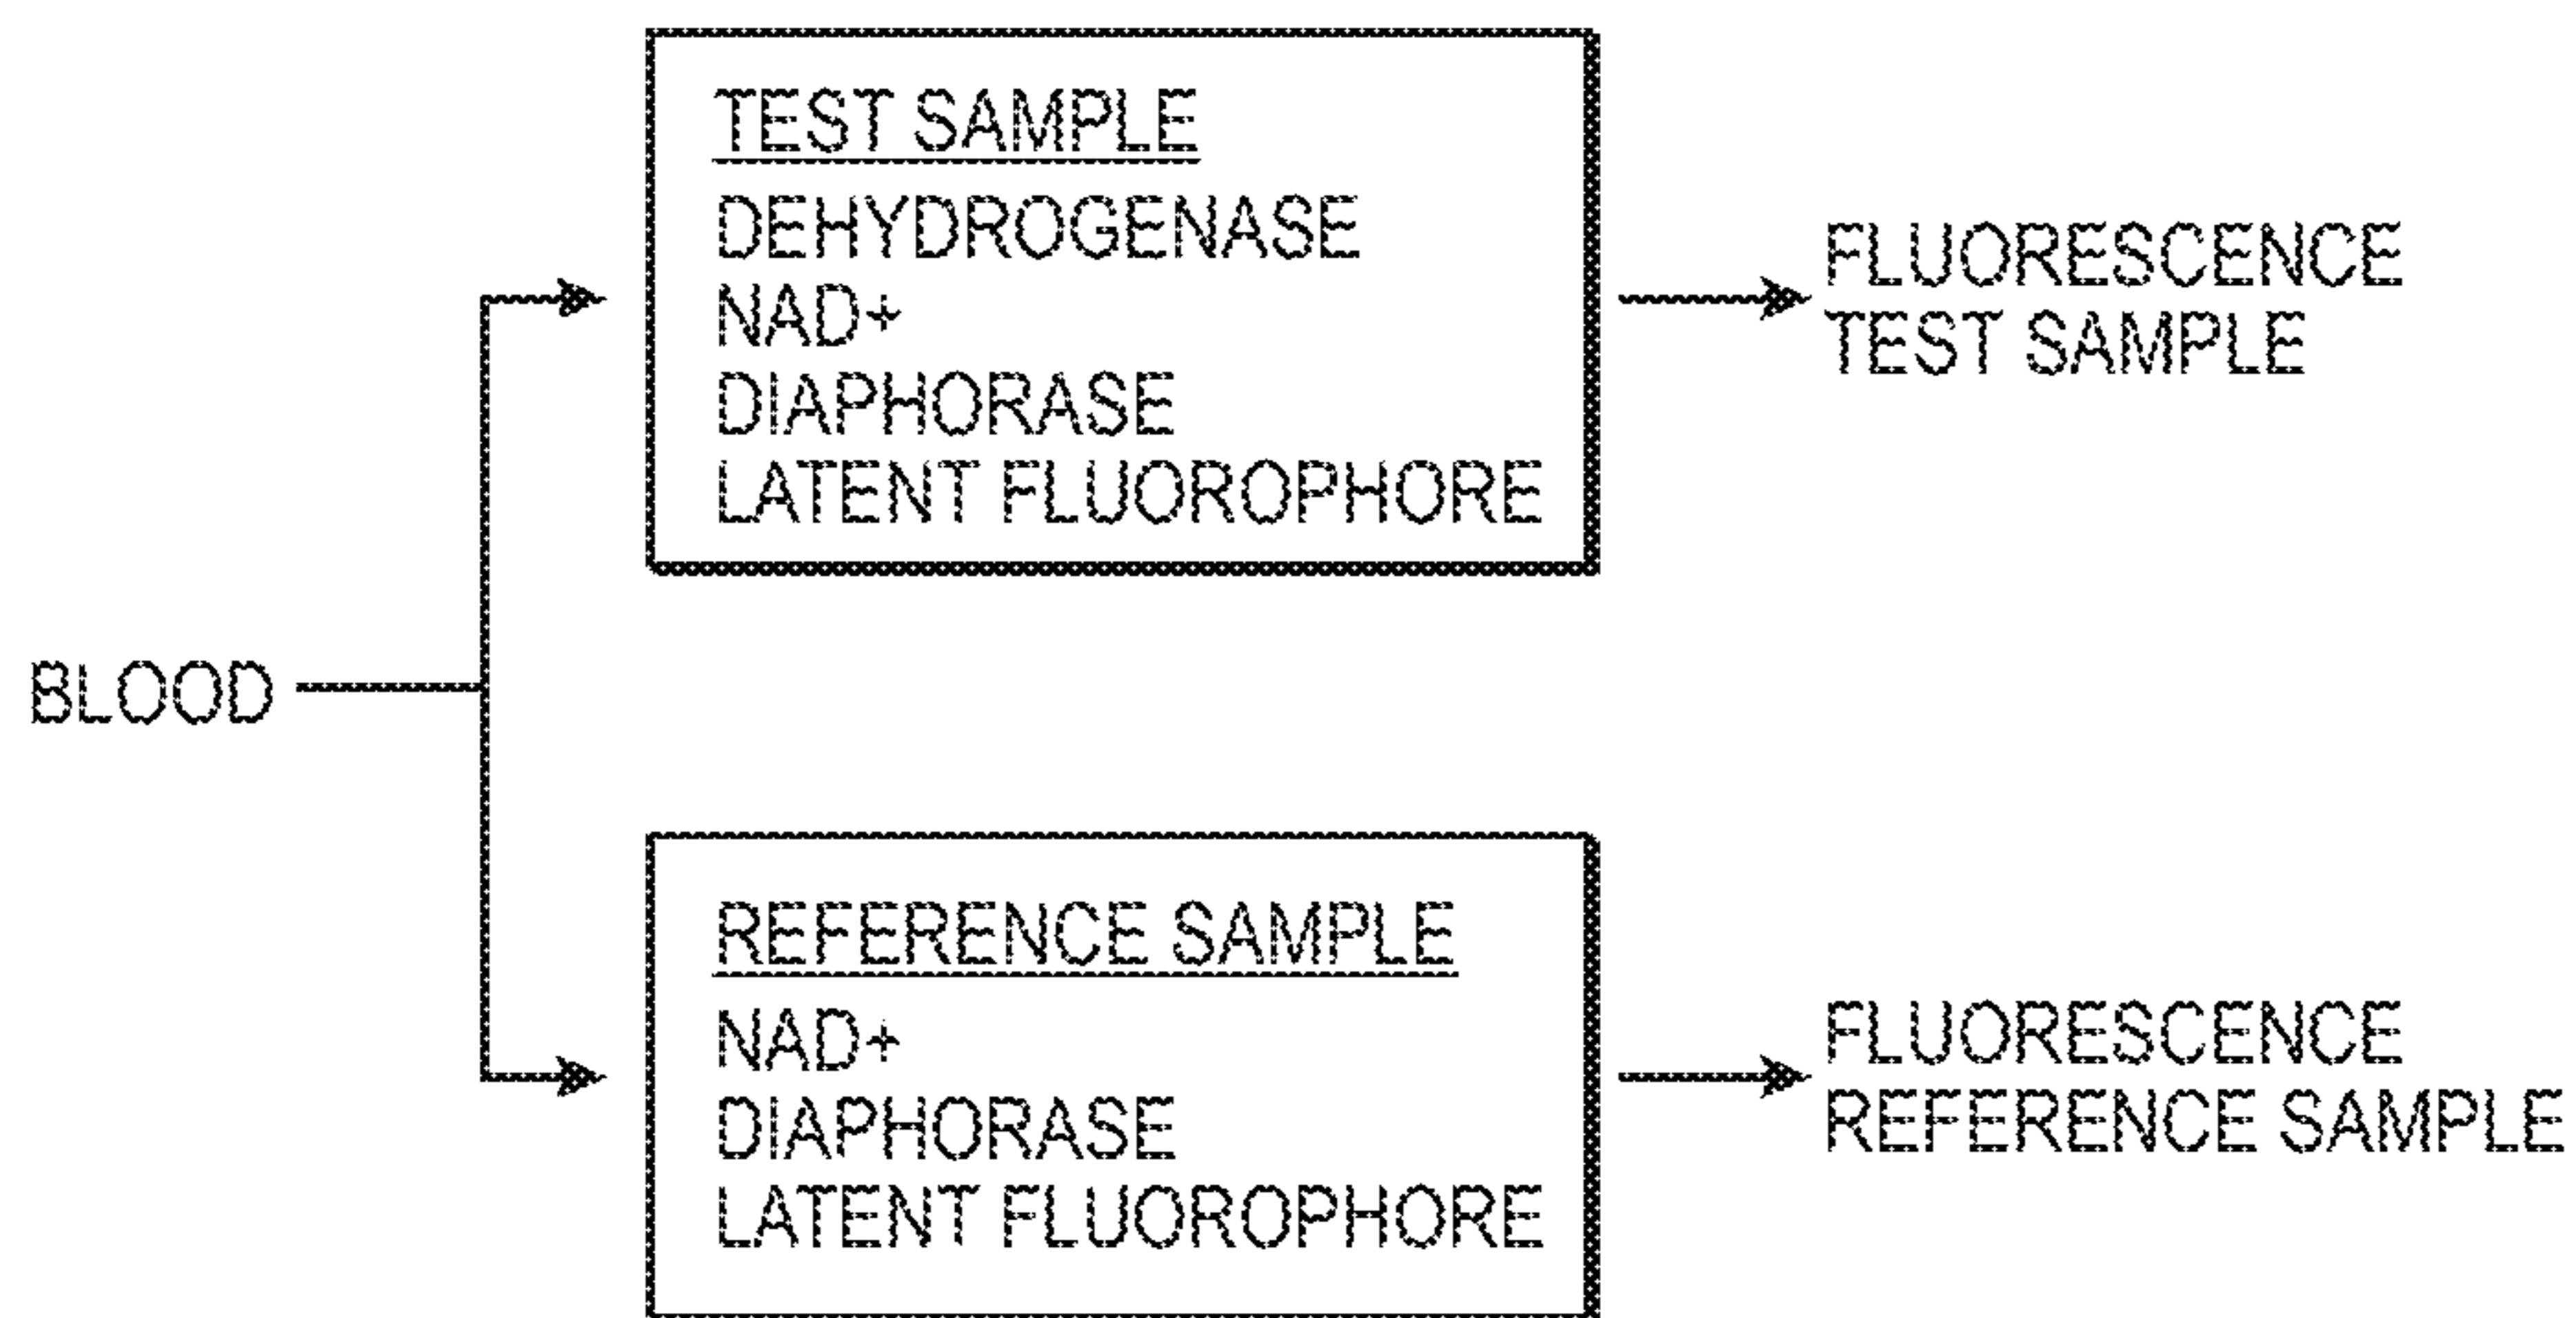 TEST SAMPLE
DEHYDROGENASE
NAD+
DIAPHORASE
LATENT FLUOROPHORE
FLUORESCENCE
TEST SAMPLE
BLOOD
REFERENCE SAMPLE
NAD+
DIAPHORASE
LATENT FLUOROPHORE
FLUORESCENCE
REFERENCE SAMPLE